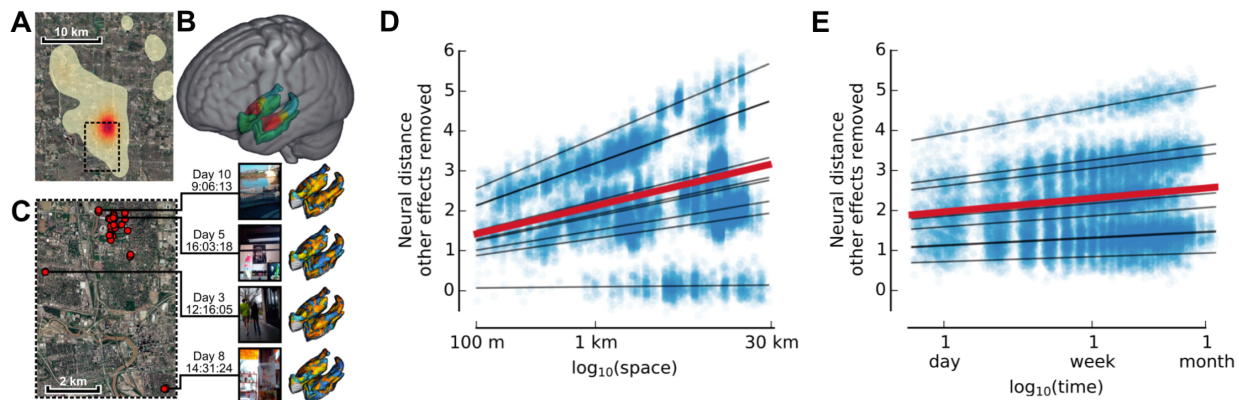 A
10 km
B
C
Day 10
9:06:13
Day 5
16:03:18
Day 3
12:16:05
Day 8
14:31:24
2 km
D
Neural distance
other effects removed
6
5
4
3
2
1
0
100 m
1 km
30 km
log₁₀(space)
E
Neural distance
other effects removed
6
5
4
3
2
1
0
1
day
1
week
1
month
log₁₀(time)